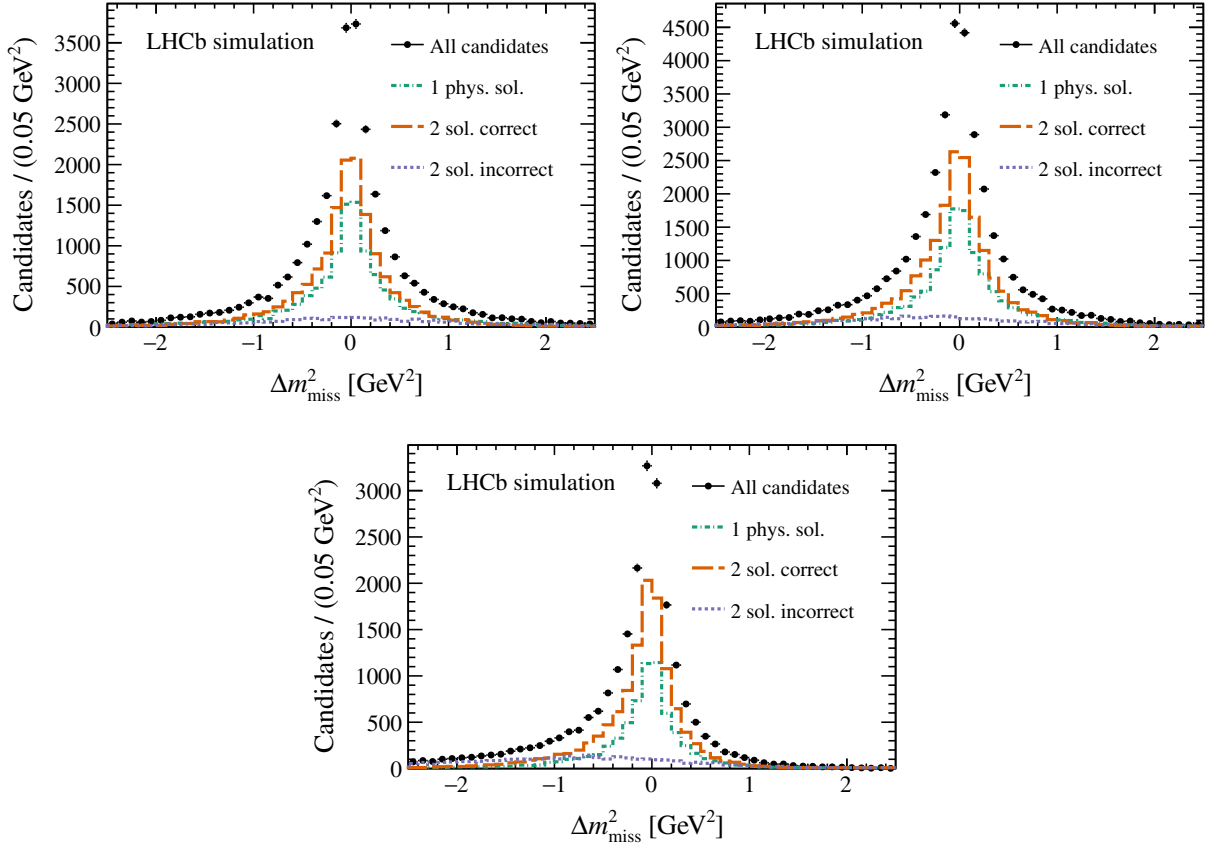 LHCb simulation
All candidates
1 phys. sol.
2 sol. correct
2 sol. incorrect
Candidates / (0.05 GeV²)
3500
3000
2500
2000
1500
1000
500
0
−2 −1 0 1 2
Δm²miss [GeV²]
LHCb simulation
All candidates
1 phys. sol.
2 sol. correct
2 sol. incorrect
Candidates / (0.05 GeV²)
4500
4000
3500
3000
2500
2000
1500
1000
500
0
−2 −1 0 1 2
Δm²miss [GeV²]
LHCb simulation
All candidates
1 phys. sol.
2 sol. correct
2 sol. incorrect
Candidates / (0.05 GeV²)
3000
2500
2000
1500
1000
500
0
−2 −1 0 1 2
Δm²miss [GeV²]